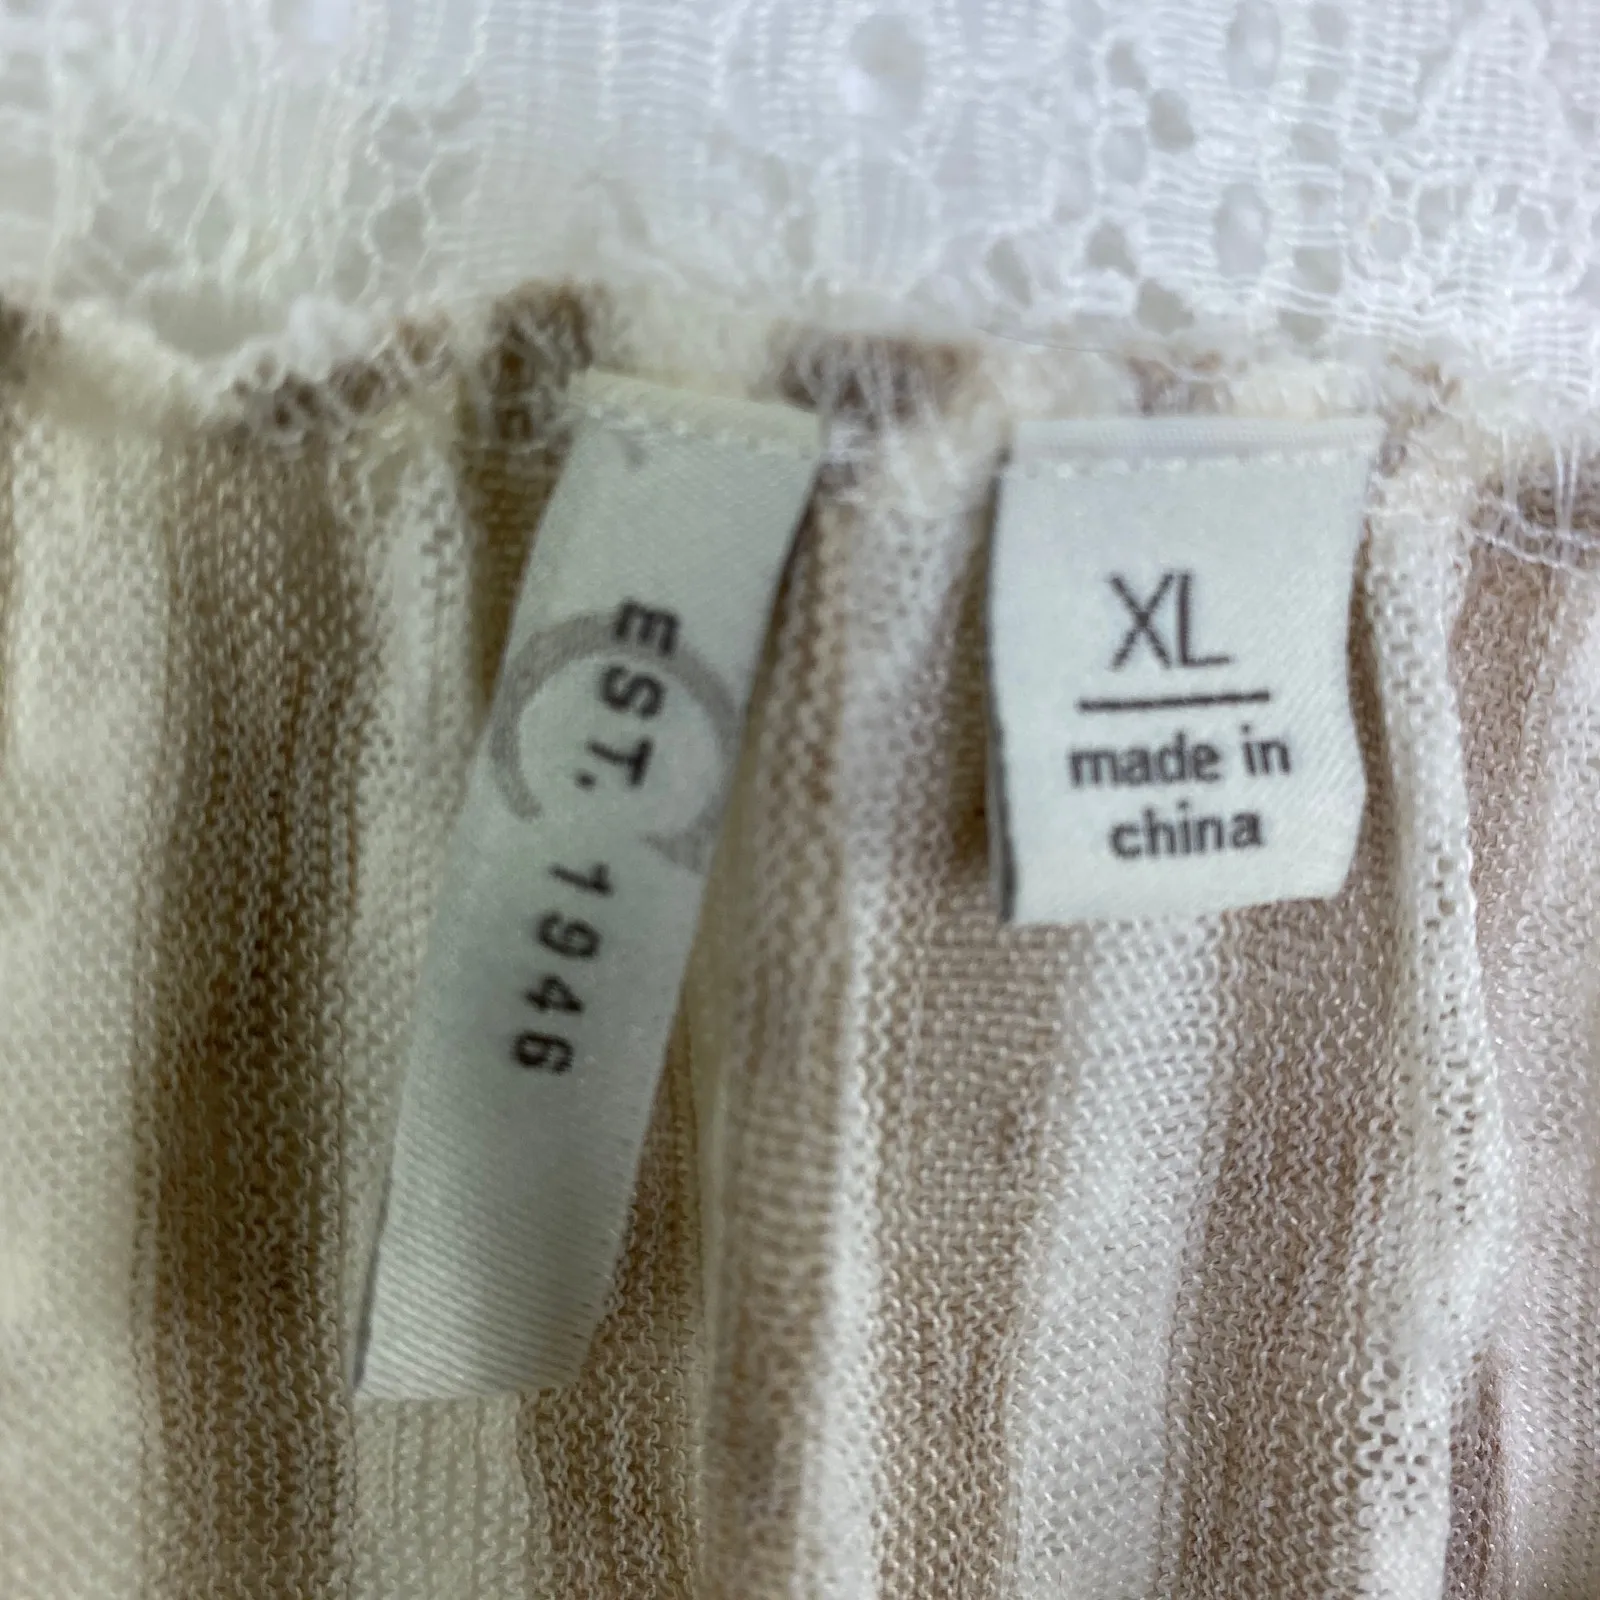 EST. 1946
XL
made in
china